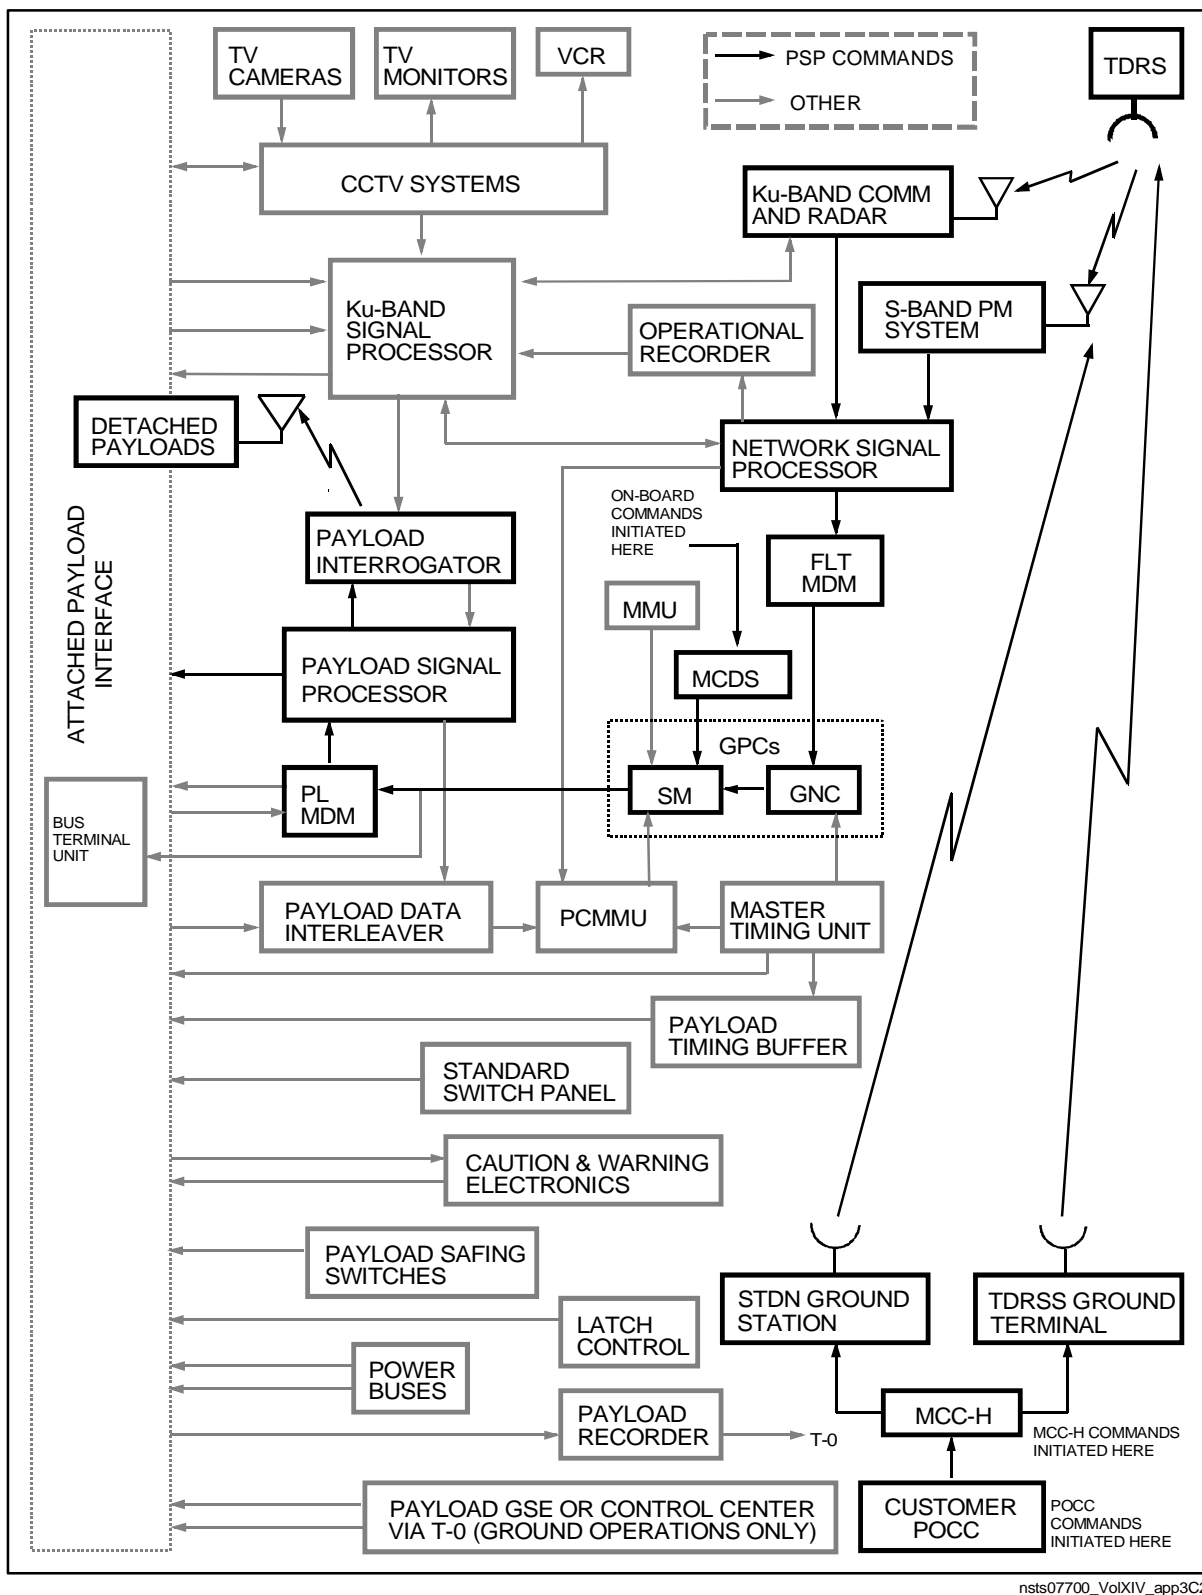 TV
CAMERAS
TV
MONITORS
VCR
PSP COMMANDS
OTHER
TDRS
CCTV SYSTEMS
Ku-BAND COMM
AND RADAR
Ku-BAND
SIGNAL
PROCESSOR
OPERATIONAL
RECORDER
S-BAND PM
SYSTEM
DETACHED
PAYLOADS
NETWORK SIGNAL
PROCESSOR
ON-BOARD
COMMANDS
INITIATED
HERE
PAYLOAD
INTERROGATOR
FLT
MDM
MMU
ATTACHED PAYLOAD
INTERFACE
PAYLOAD SIGNAL
PROCESSOR
MCDS
GPCs
PL
MDM
SM
GNC
BUS
TERMINAL
UNIT
PAYLOAD DATA
INTERLEAVER
PCMMU
MASTER
TIMING UNIT
PAYLOAD
TIMING BUFFER
STANDARD
SWITCH PANEL
CAUTION & WARNING
ELECTRONICS
PAYLOAD SAFING
SWITCHES
STDN GROUND
STATION
TDRSS GROUND
TERMINAL
LATCH
CONTROL
POWER
BUSES
PAYLOAD
RECORDER
T-0
MCC-H
MCC-H COMMANDS
INITIATED HERE
PAYLOAD GSE OR CONTROL CENTER
VIA T-0 (GROUND OPERATIONS ONLY)
CUSTOMER
POCC
POCC
COMMANDS
INITIATED HERE